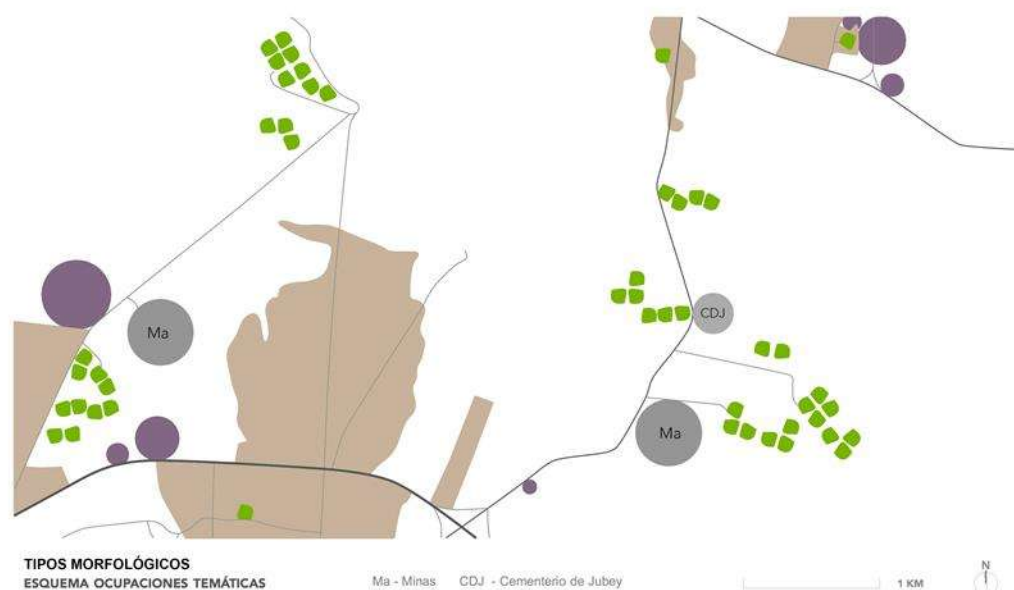 Ma
CDJ
Ma
TIPOS MORFOLÓGICOS
ESQUEMA OCUPACIONES TEMÁTICAS
Ma - Minas CDJ - Cementerio de Jubey
1 KM
N